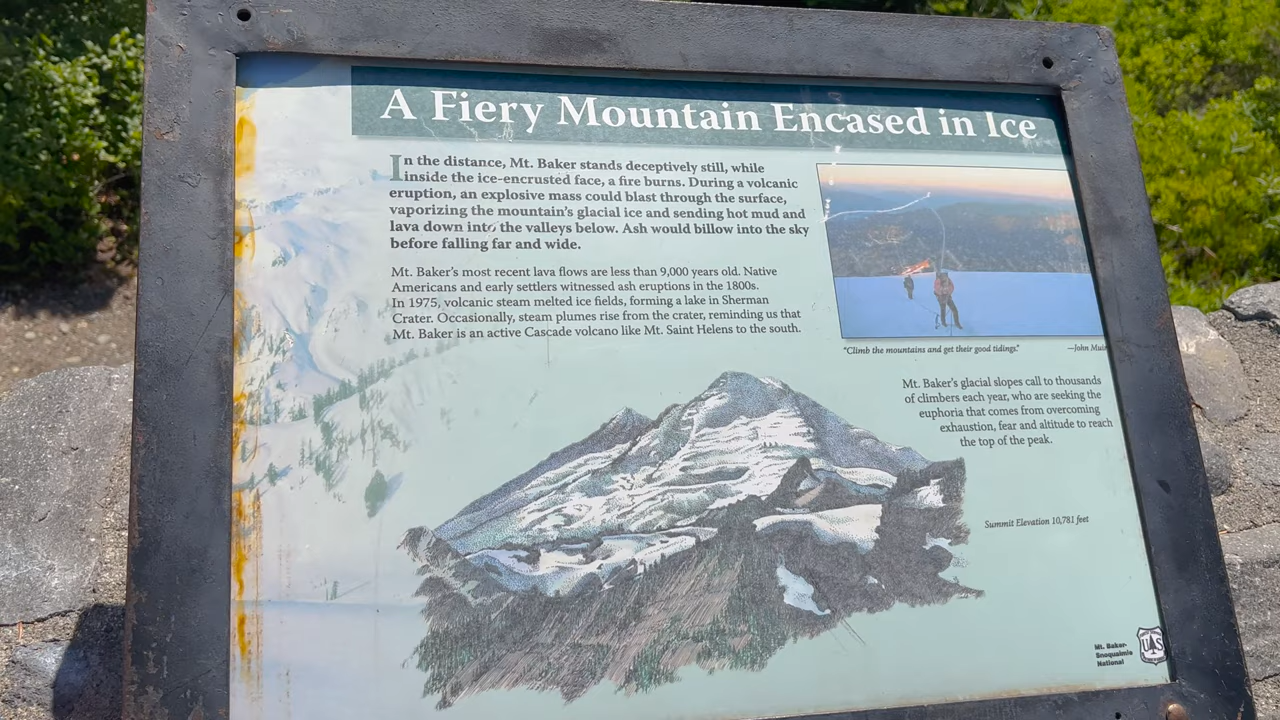 A Fiery Mountain Encased in Ice
In the distance, Mt. Baker stands deceptively still, while
inside the ice-encrusted face, a fire burns. During a volcanic
eruption, an explosive mass could blast through the surface,
vaporizing the mountain's glacial ice and sending hot mud and
lava down into the valleys below. Ash would billow into the sky
before falling far and wide.
Mt. Baker's most recent lava flows are less than 9,000 years old. Native
Americans and early settlers witnessed ash eruptions in the 1800s.
In 1975, volcanic steam melted ice fields, forming a lake in Sherman
Crater. Occasionally, steam plumes rise from the crater, reminding us that
Mt. Baker is an active Cascade volcano like Mt. Saint Helens to the south.
"Climb the mountains and get their good tidings." —John Muir
Mt. Baker's glacial slopes call to thousands
of climbers each year, who are seeking the
euphoria that comes from overcoming
exhaustion, fear and altitude to reach
the top of the peak.
Summit Elevation 10,781 feet
Mt. Baker-
Snoqualmie
National
U S